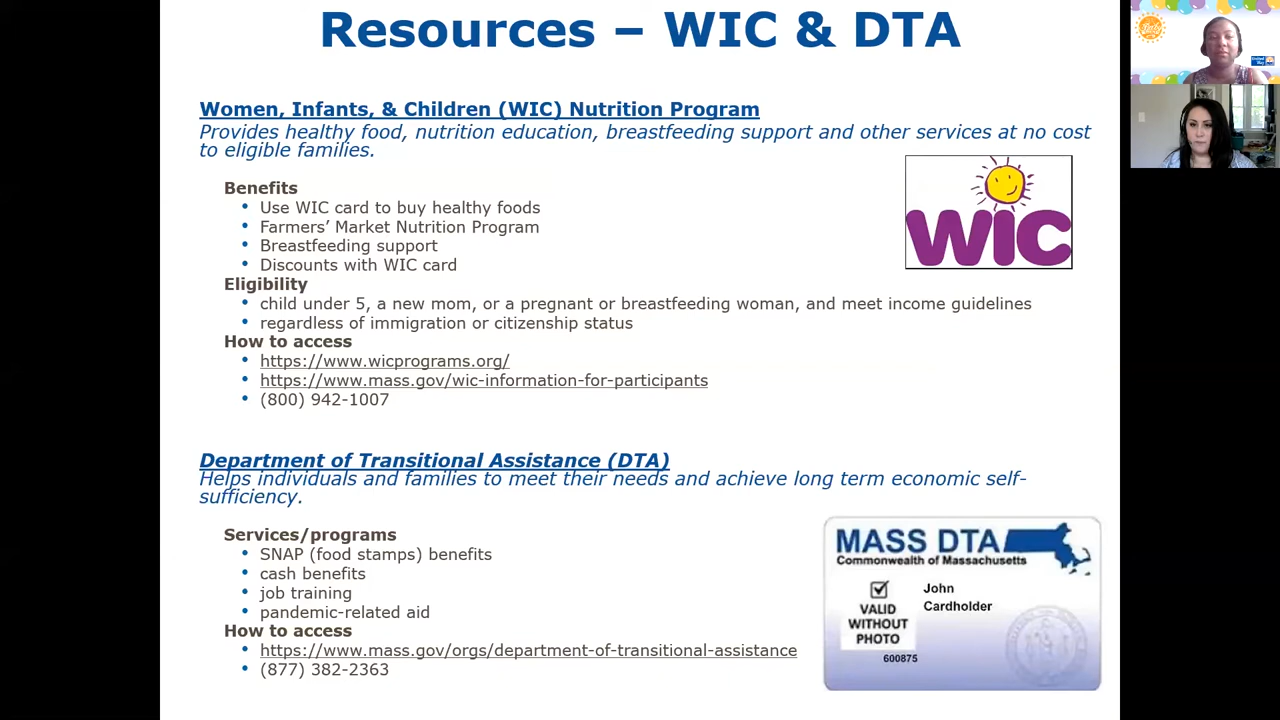 Resources – WIC & DTA
Women, Infants, & Children (WIC) Nutrition Program
Provides healthy food, nutrition education, breastfeeding support and other services at no cost
to eligible families.
Benefits
• Use WIC card to buy healthy foods
• Farmers’ Market Nutrition Program
• Breastfeeding support
• Discounts with WIC card
WIC
Eligibility
• child under 5, a new mom, or a pregnant or breastfeeding woman, and meet income guidelines
• regardless of immigration or citizenship status
How to access
• https://www.wicprograms.org/
• https://www.mass.gov/wic-information-for-participants
• (800) 942-1007
Department of Transitional Assistance (DTA)
Helps individuals and families to meet their needs and achieve long term economic self-
sufficiency.
Services/programs
• SNAP (food stamps) benefits
• cash benefits
• job training
• pandemic-related aid
How to access
• https://www.mass.gov/orgs/department-of-transitional-assistance
• (877) 382-2363
MASS DTA
Commonwealth of Massachusetts
John
Cardholder
VALID
WITHOUT
PHOTO
600875
United
Way